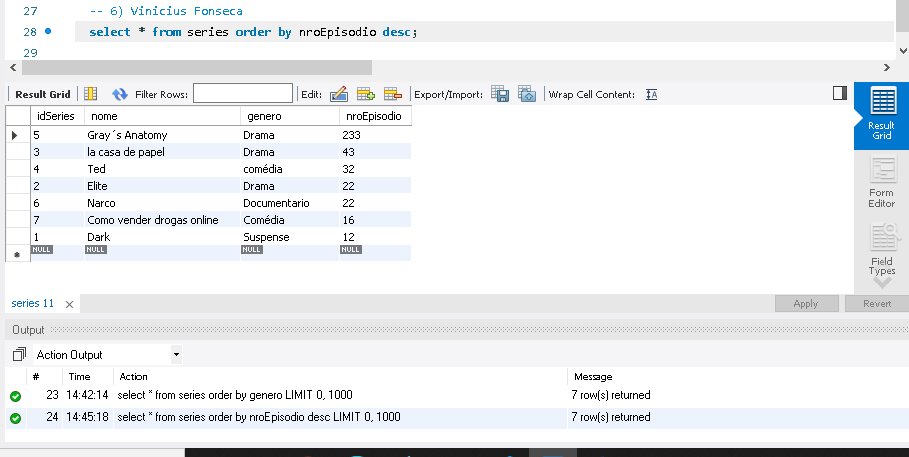 27 -- 6) Vinicius Fonseca
28 select * from series order by nroEpisodio desc;
29
Result Grid Filter Rows: Edit: Export/Import: Wrap Cell Content:
idSeries nome genero nroEpisodio
5 Gray´s Anatomy Drama 233
3 la casa de papel Drama 43
4 Ted comédia 32
2 Elite Drama 22
6 Narco Documentario 22
7 Como vender drogas online Comédia 16
1 Dark Suspense 12
NULL NULL NULL NULL
Result
Grid
Form
Editor
Field
Types
series 11 Apply Revert
Output
Action Output
# Time Action Message
23 14:42:14 select * from series order by genero LIMIT 0, 1000 7 row(s) returned
24 14:45:18 select * from series order by nroEpisodio desc LIMIT 0, 1000 7 row(s) returned